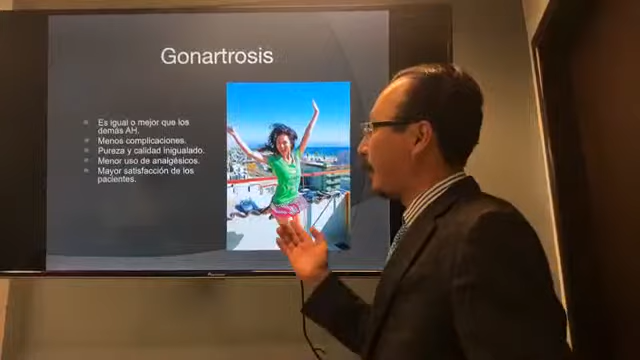 Gonartrosis
Es igual o mejor que los
demás AH.
Menos complicaciones.
Pureza y calidad inigualado.
Menor uso de analgésicos.
Mayor satisfacción de los
pacientes.